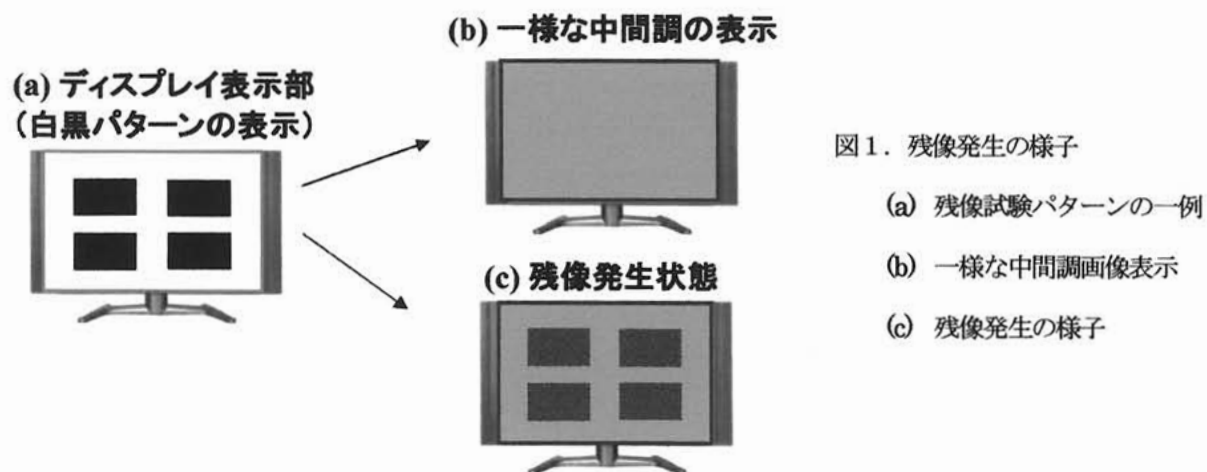 (b) 一様な中間調の表示
(a) ディスプレイ表示部
(白黒パターンの表示)
(c) 残像発生状態
図1. 残像発生の様子
(a) 残像試験パターンの一例
(b) 一様な中間調画像表示
(c) 残像発生の様子